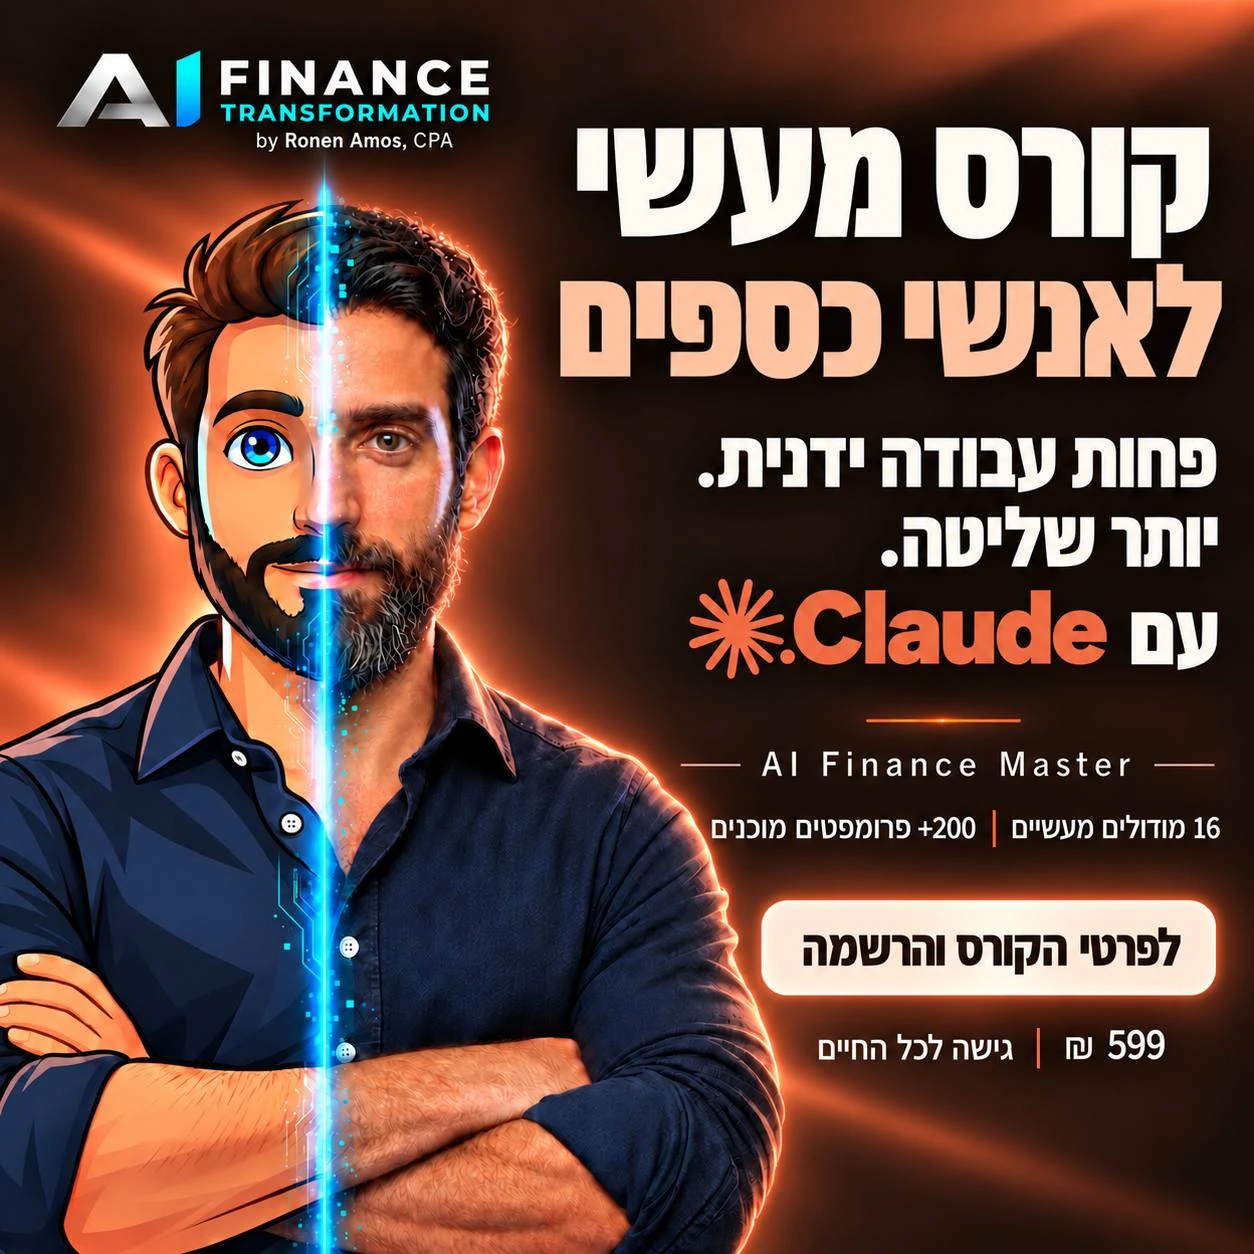 AI FINANCE
TRANSFORMATION
by Ronen Amos, CPA
קורס מעשי
לאנשי כספים
פחות עבודה ידנית.
יותר שליטה.
עם Claude.
AI Finance Master
16 מודולים מעשיים | 200+ פרומפטים מוכנים
לפרטי הקורס והרשמה
599 ₪ | גישה לכל החיים